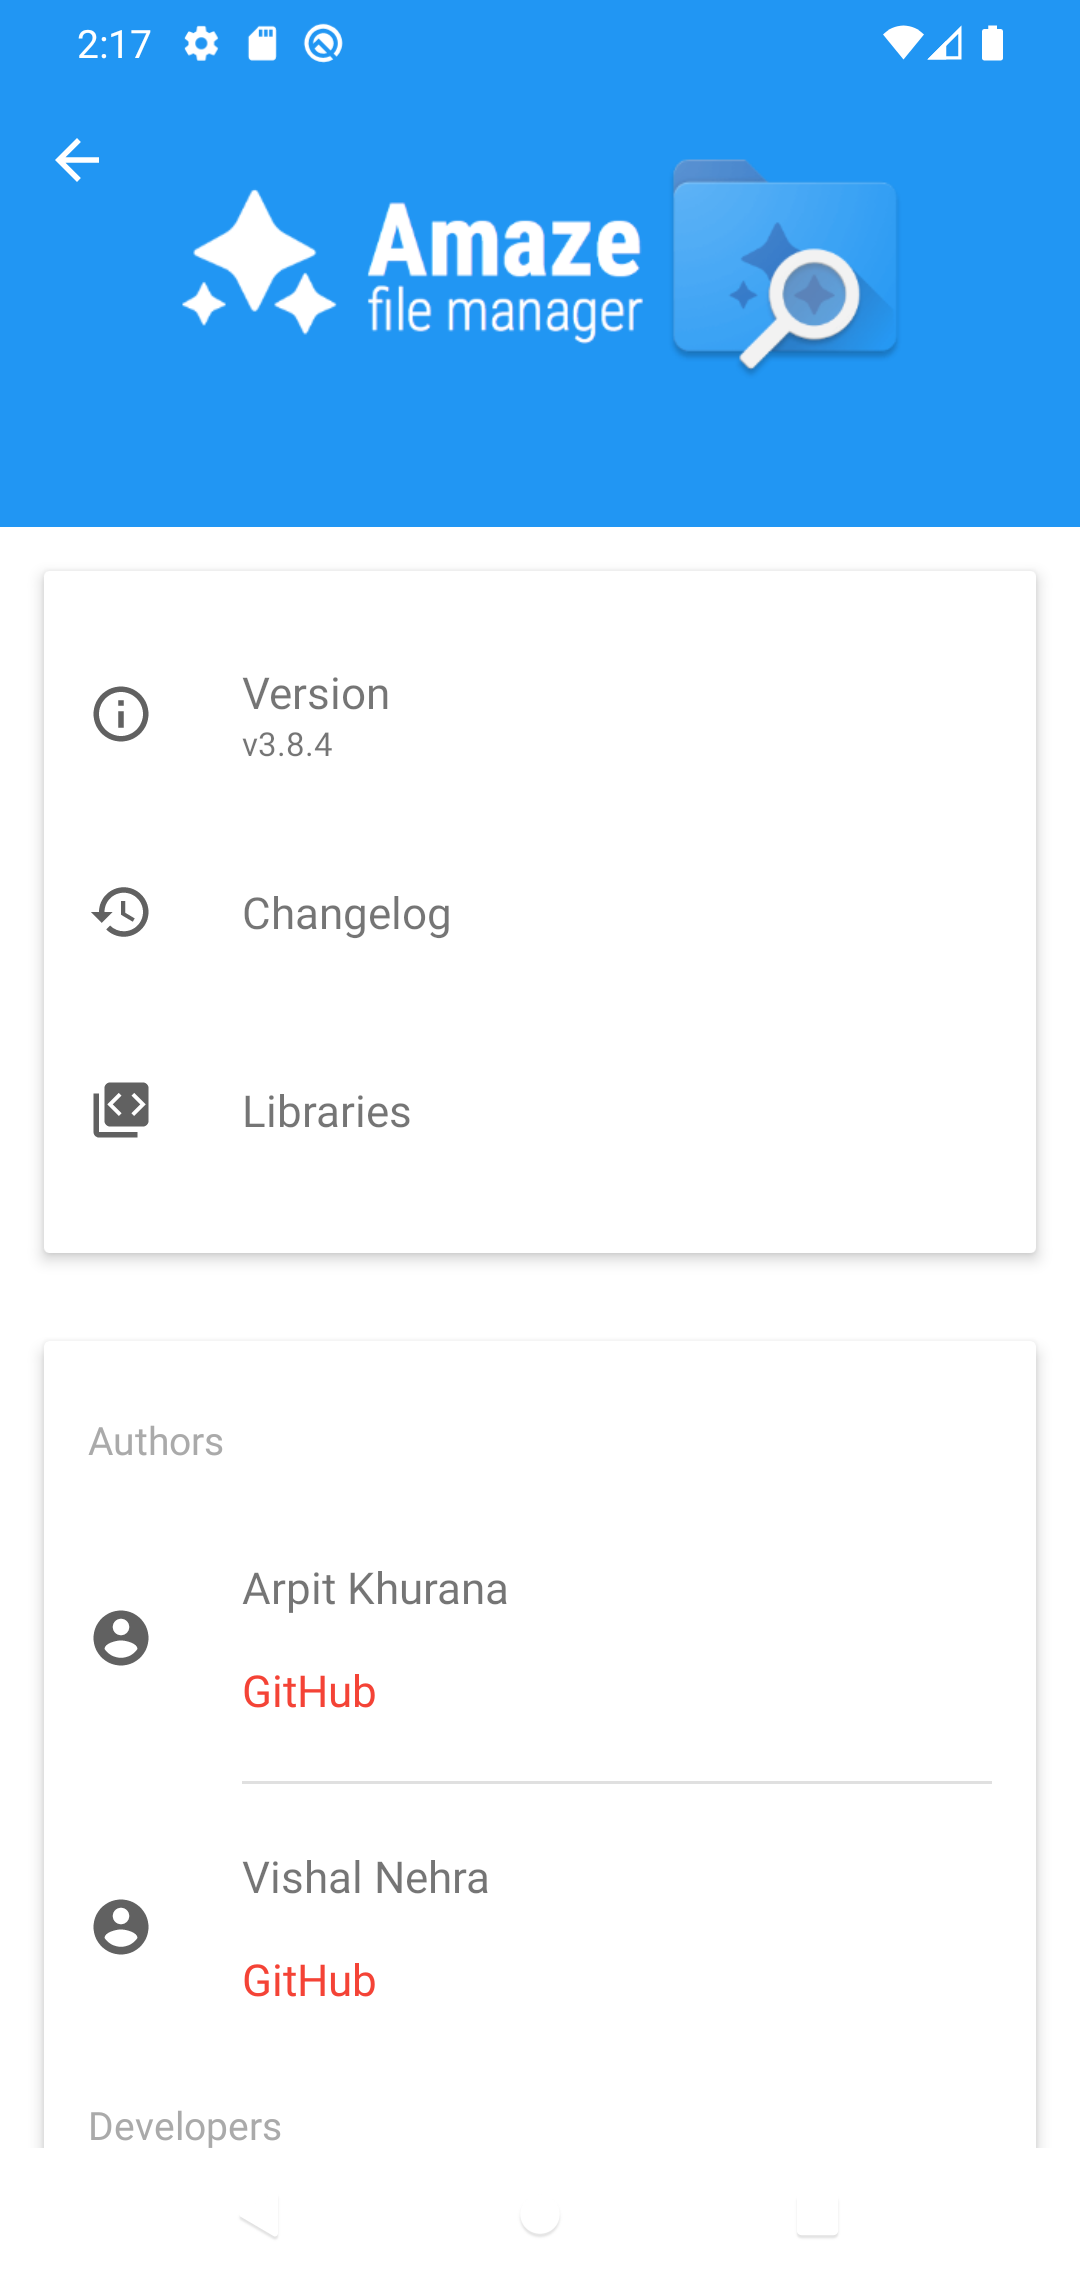 2:17
Amaze
file manager
Version
v3.8.4
Changelog
Libraries
Authors
Arpit Khurana
GitHub
Vishal Nehra
GitHub
Developers